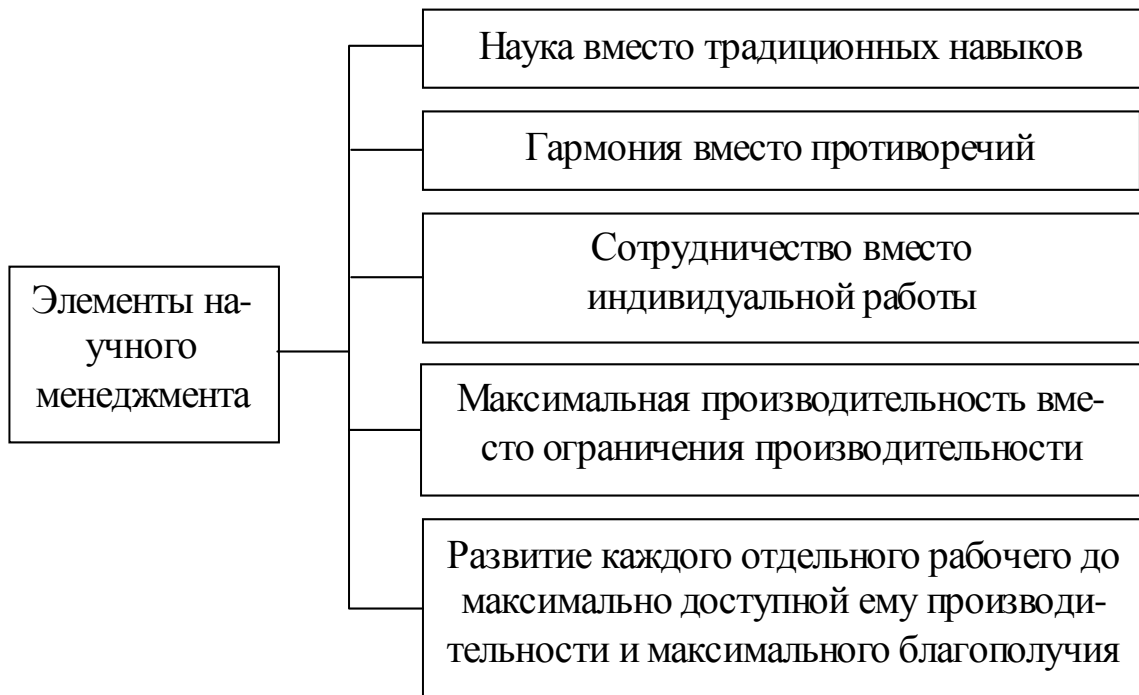 Элементы на-
учного
менеджмента
Наука вместо традиционных навыков
Гармония вместо противоречий
Сотрудничество вместо
индивидуальной работы
Максимальная производительность вме-
сто ограничения производительности
Развитие каждого отдельного рабочего до
максимально доступной ему производи-
тельности и максимального благополучия